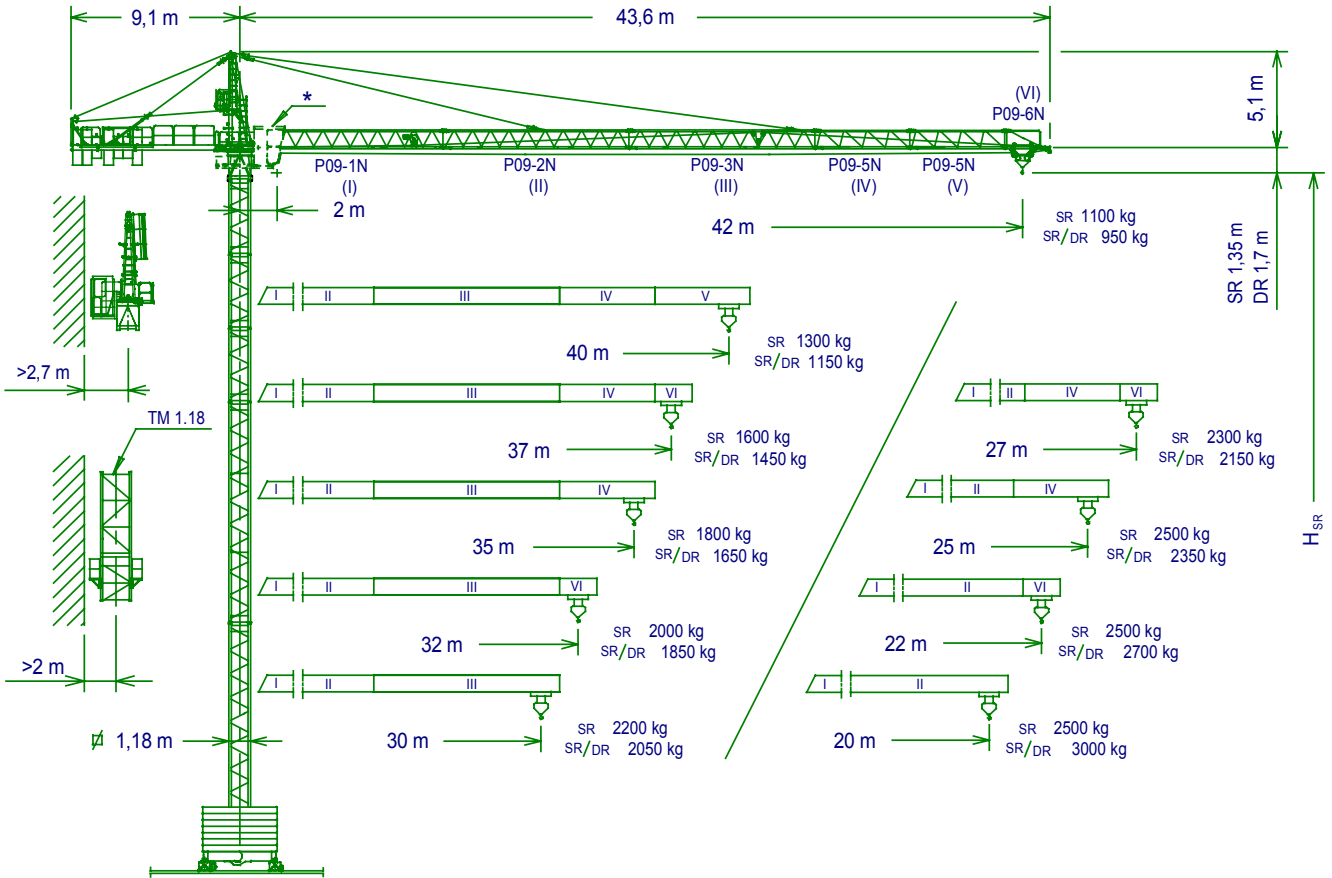 9,1 m
43,6 m
*
(VI)
P09-6N
5,1 m
P09-1N
(I)
P09-2N
(II)
P09-3N
(III)
P09-5N
(IV)
P09-5N
(V)
2 m
42 m
SR 1100 kg
SR/DR 950 kg
SR 1,35 m
DR 1,7 m
HSR
I II III IV V
40 m
SR 1300 kg
SR/DR 1150 kg
>2,7 m
I II III IV VI
37 m
SR 1600 kg
SR/DR 1450 kg
I II IV VI
27 m
SR 2300 kg
SR/DR 2150 kg
TM 1.18
I II III IV
35 m
SR 1800 kg
SR/DR 1650 kg
I II IV
25 m
SR 2500 kg
SR/DR 2350 kg
I II III VI
32 m
SR 2000 kg
SR/DR 1850 kg
I II VI
22 m
SR 2500 kg
SR/DR 2700 kg
>2 m
I II III
30 m
SR 2200 kg
SR/DR 2050 kg
I II
20 m
SR 2500 kg
SR/DR 3000 kg
1,18 m